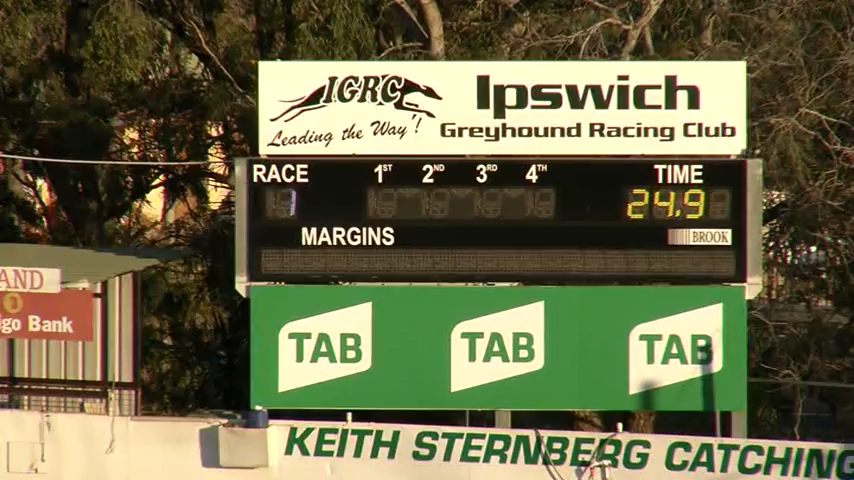 IGRC
Leading the Way'!
Ipswich
Greyhound Racing Club
RACE 1ST 2ND 3RD 4TH TIME
24.9
MARGINS
BROOK
AND
igo Bank
TAB TAB TAB
KEITH STERNBERG CATCHING